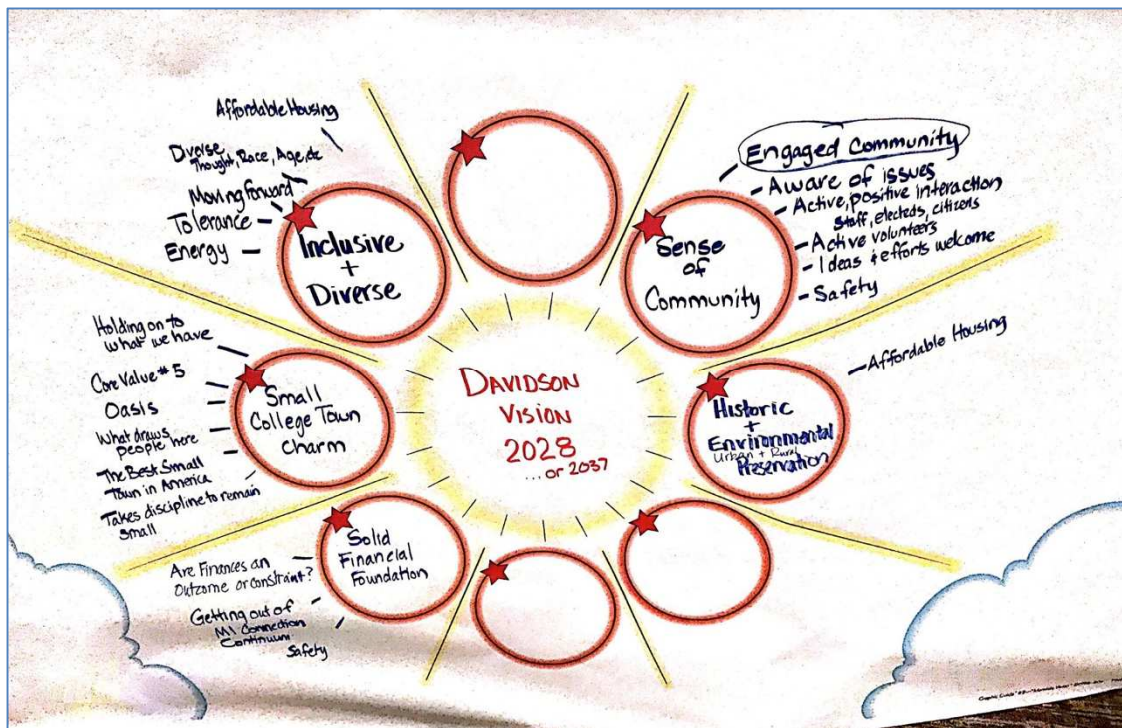 Affordable Housing
Diverse
Thought, Race, Age, etc
Moving Forward
Tolerance
Energy
Inclusive
+
Diverse
Engaged Community
Aware of issues
Active, positive interaction
Staff, electeds, citizens
Active volunteers
Ideas & efforts welcome
Safety
Sense
of
Community
Holding on to
what we have
Core Value #5
Oasis
What draws
people here
The Best Small
Town in America
Takes discipline to remain
small
Small
College Town
Charm
DAVIDSON
VISION
2028
...or 2037
Affordable Housing
Historic
+
Environmental
Urban + Rural
Preservation
Are Finances an
Outcome or constraint?
Getting out of
MI Connection
Continuum
Safety
Solid
Financial
Foundation